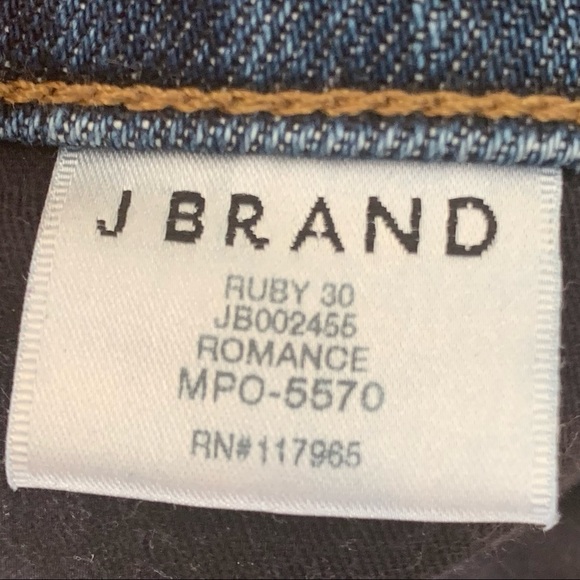 J BRAND
RUBY 30
JB002455
ROMANCE
MPO-5570
RN#117965